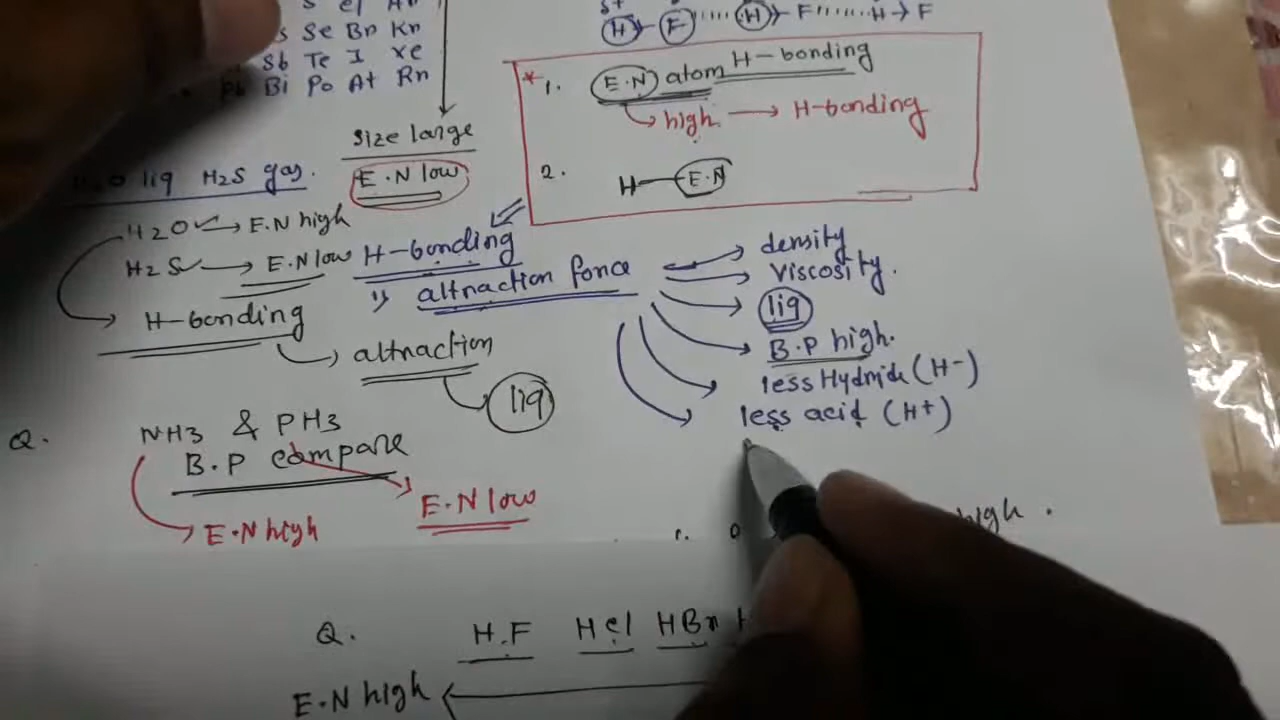 Se Br Kr
Sb Te I Xe
Bi Po At Rn
δ+
H F H F H → F
Size large
E.N low
* 1. E.N atom H-bonding
high → H-bonding
2. H—E.N
liq H2S gas.
H2O → E.N high
H2S → E.N low
H-bonding
attraction
liq
H-bonding
" attraction force
density
viscosity.
liq
B.P high.
less Hydride (H-)
less acid (H+)
Q. NH3 & PH3
B.P compare
E.N high
E.N low
1.
high.
Q. H.F HCl HBr
E.N high